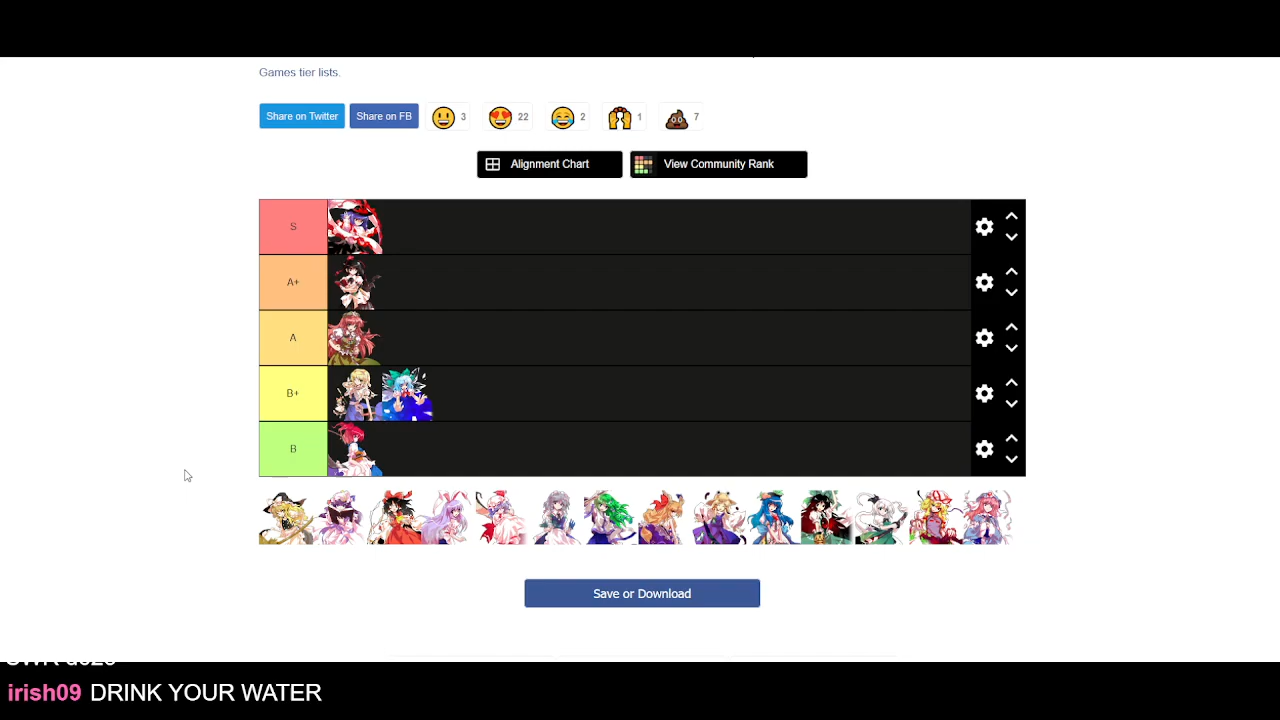 Games tier lists.
Share on Twitter Share on FB 3 22 2 1 7
Alignment Chart View Community Rank
S
A+
A
B+
B
Save or Download
irish09 DRINK YOUR WATER